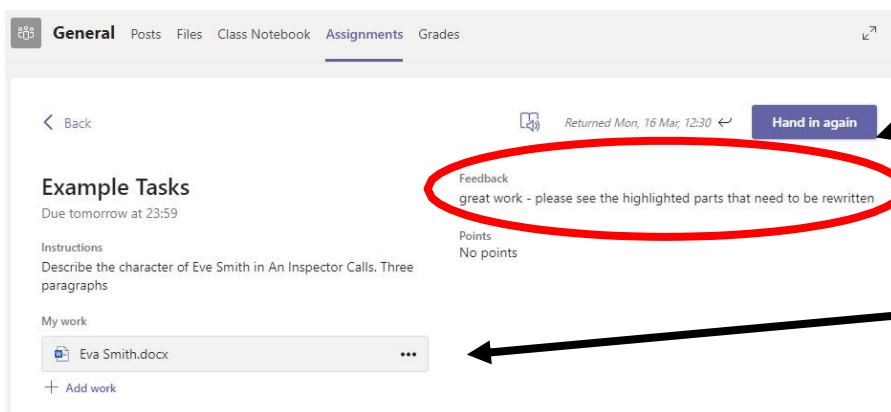 General Posts Files Class Notebook Assignments Grades
Back
Returned Mon, 16 Mar, 12:30
Hand in again
Example Tasks
Due tomorrow at 23:59
Feedback
great work - please see the highlighted parts that need to be rewritten
Instructions
Describe the character of Eve Smith in An Inspector Calls. Three
paragraphs
Points
No points
My work
Eva Smith.docx
Add work